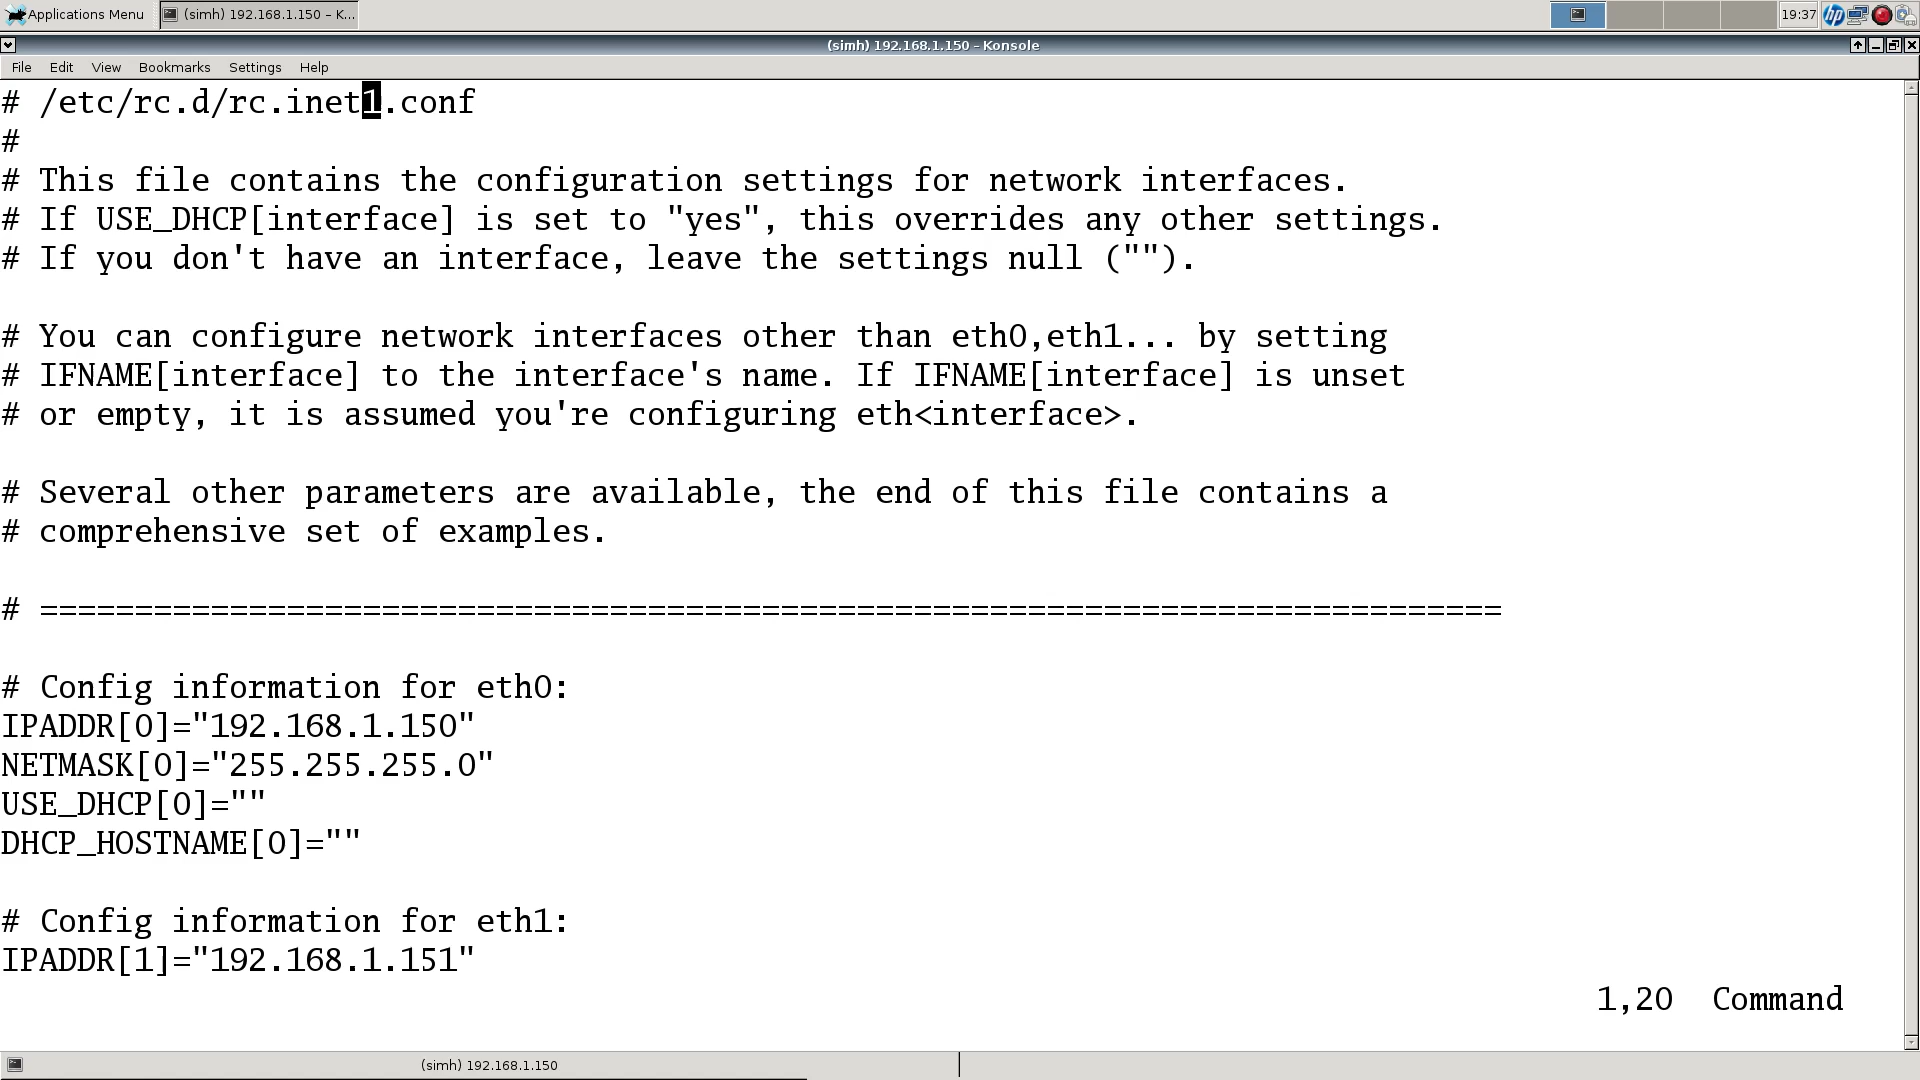 Applications Menu
(simh) 192.168.1.150 – K...
19:37
(simh) 192.168.1.150 – Konsole
File Edit View Bookmarks Settings Help
# /etc/rc.d/rc.inet1.conf
#
# This file contains the configuration settings for network interfaces.
# If USE_DHCP[interface] is set to "yes", this overrides any other settings.
# If you don't have an interface, leave the settings null ("").
# You can configure network interfaces other than eth0,eth1... by setting
# IFNAME[interface] to the interface's name. If IFNAME[interface] is unset
# or empty, it is assumed you're configuring eth<interface>.
# Several other parameters are available, the end of this file contains a
# comprehensive set of examples.
# =============================================================================
# Config information for eth0:
IPADDR[0]="192.168.1.150"
NETMASK[0]="255.255.255.0"
USE_DHCP[0]=""
DHCP_HOSTNAME[0]=""
# Config information for eth1:
IPADDR[1]="192.168.1.151"
1,20 Command
(simh) 192.168.1.150